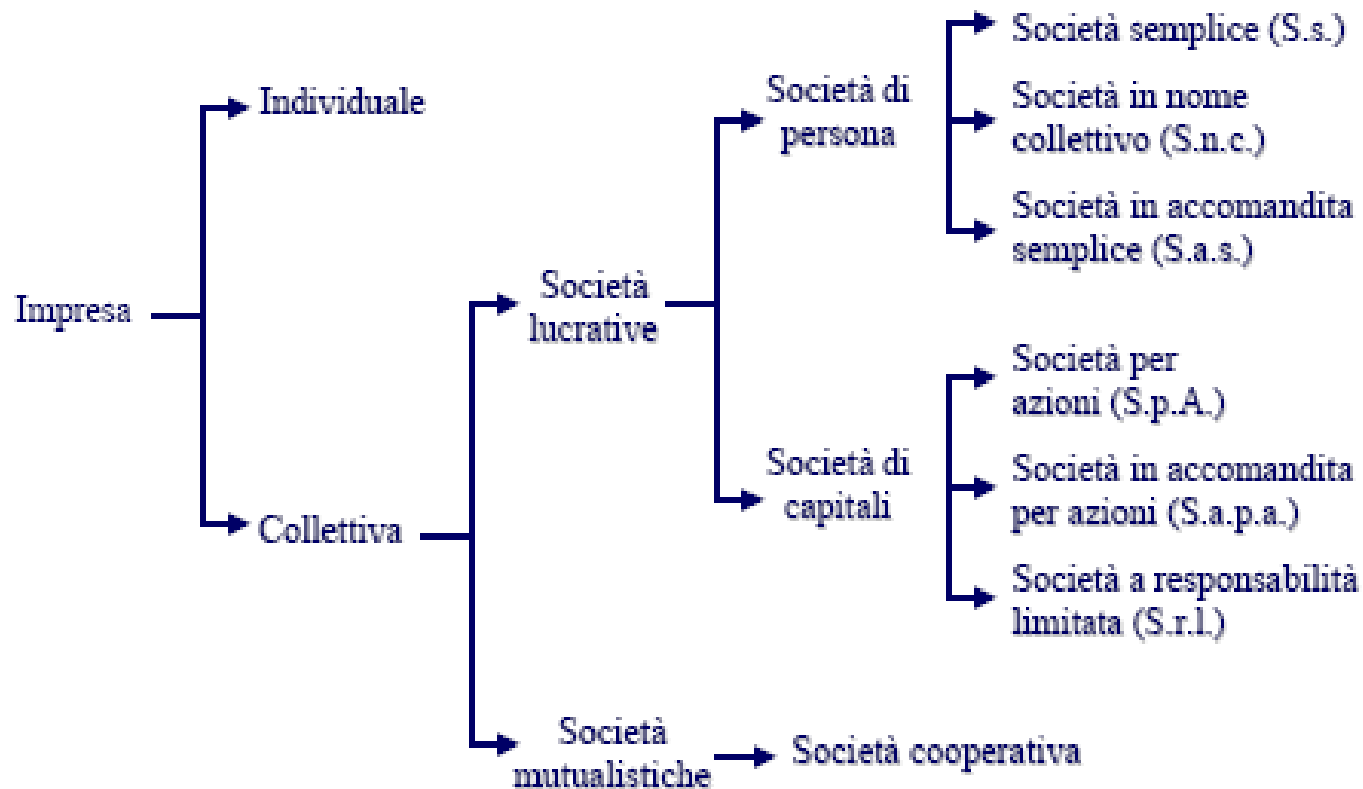 Impresa
Individuale
Collettiva
Società
lucrative
Società
mutualistiche
Società di
persona
Società di
capitali
Società cooperativa
Società semplice (S.s.)
Società in nome
collettivo (S.n.c.)
Società in accomandita
semplice (S.a.s.)
Società per
azioni (S.p.A.)
Società in accomandita
per azioni (S.a.p.a.)
Società a responsabilità
limitata (S.r.l.)